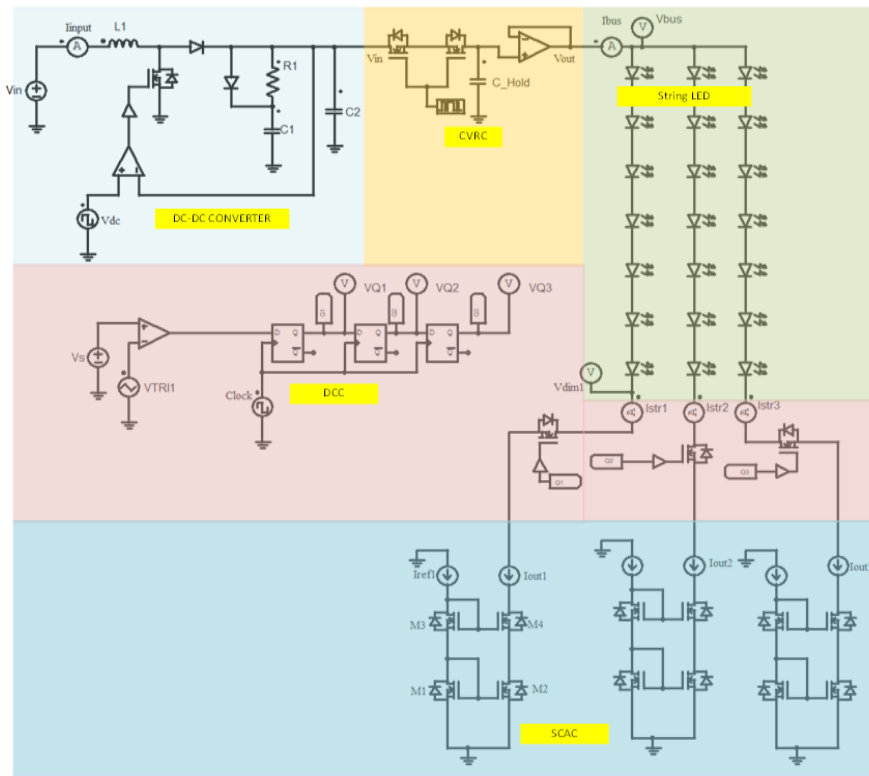 Iinput
L1
Vin
R1
C1
C2
Vdc
DC-DC CONVERTER
Vin
C_Hold
Vout
CVRC
Ibus
Vbus
String LED
Vs
VTRI1
Clock
D
Q
Q
D
Q
Q
D
Q
Q
VQ1
VQ2
VQ3
DCC
Vdim1
Istr1
Istr2
Istr3
Q1
Q2
Q3
Iref1
Iout1
Iout2
Iout
M3
M4
M1
M2
SCAC